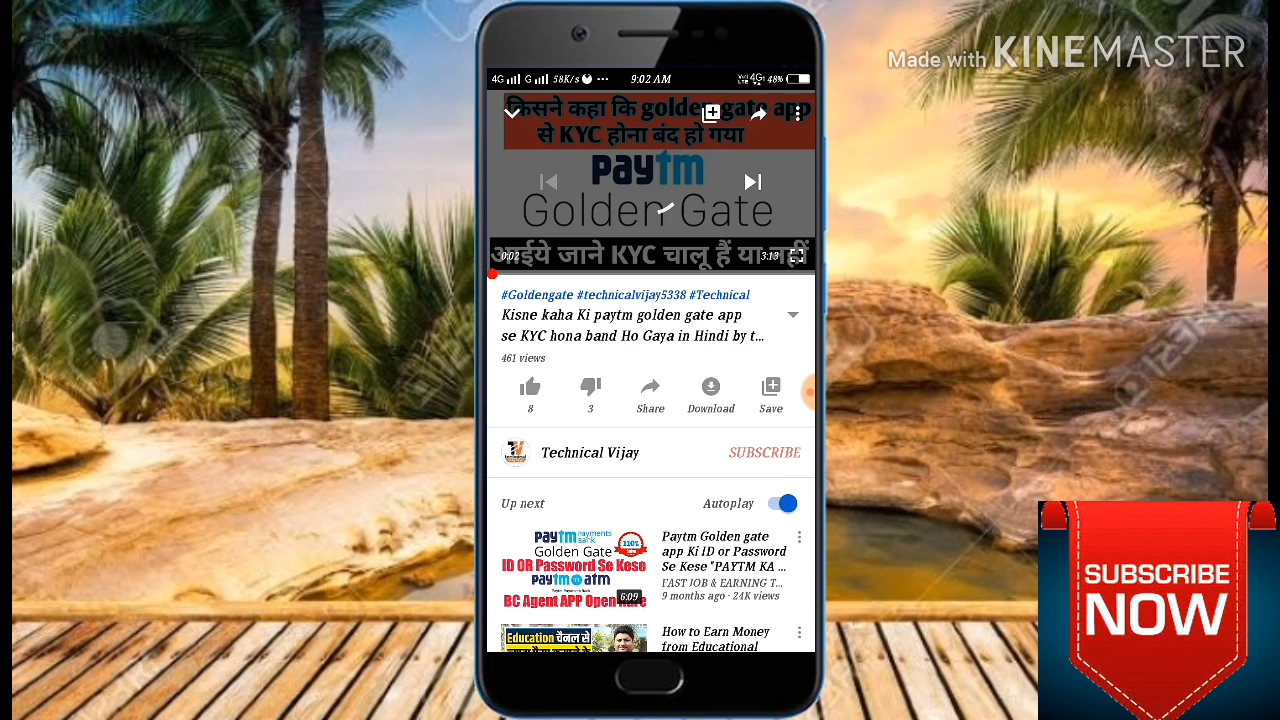 Made with KINEMASTER
4G G 58K/s 9:02 AM VoLTE 4G 48%
किसने कहा कि golden gate app
से KYC होना बंद हो गया
paytm
Golden Gate
आईये जाने KYC चालू हैं या नहीं
0:02 3:13
#Goldengate #technicalvijay5338 #Technical
Kisne kaha Ki paytm golden gate app
se KYC hona band Ho Gaya in Hindi by t...
461 views
8 3 Share Download Save
Technical Vijay SUBSCRIBE
Up next Autoplay
paytm payments bank
Golden Gate 110%
ID OR Password Se Kese
paytm atm
BC Agent APP Open Kare
6:09
Paytm Golden gate
app Ki ID or Password
Se Kese "PAYTM KA ...
FAST JOB & EARNING T...
9 months ago · 24K views
Education चैनल से
How to Earn Money
from Educational
SUBSCRIBE
NOW